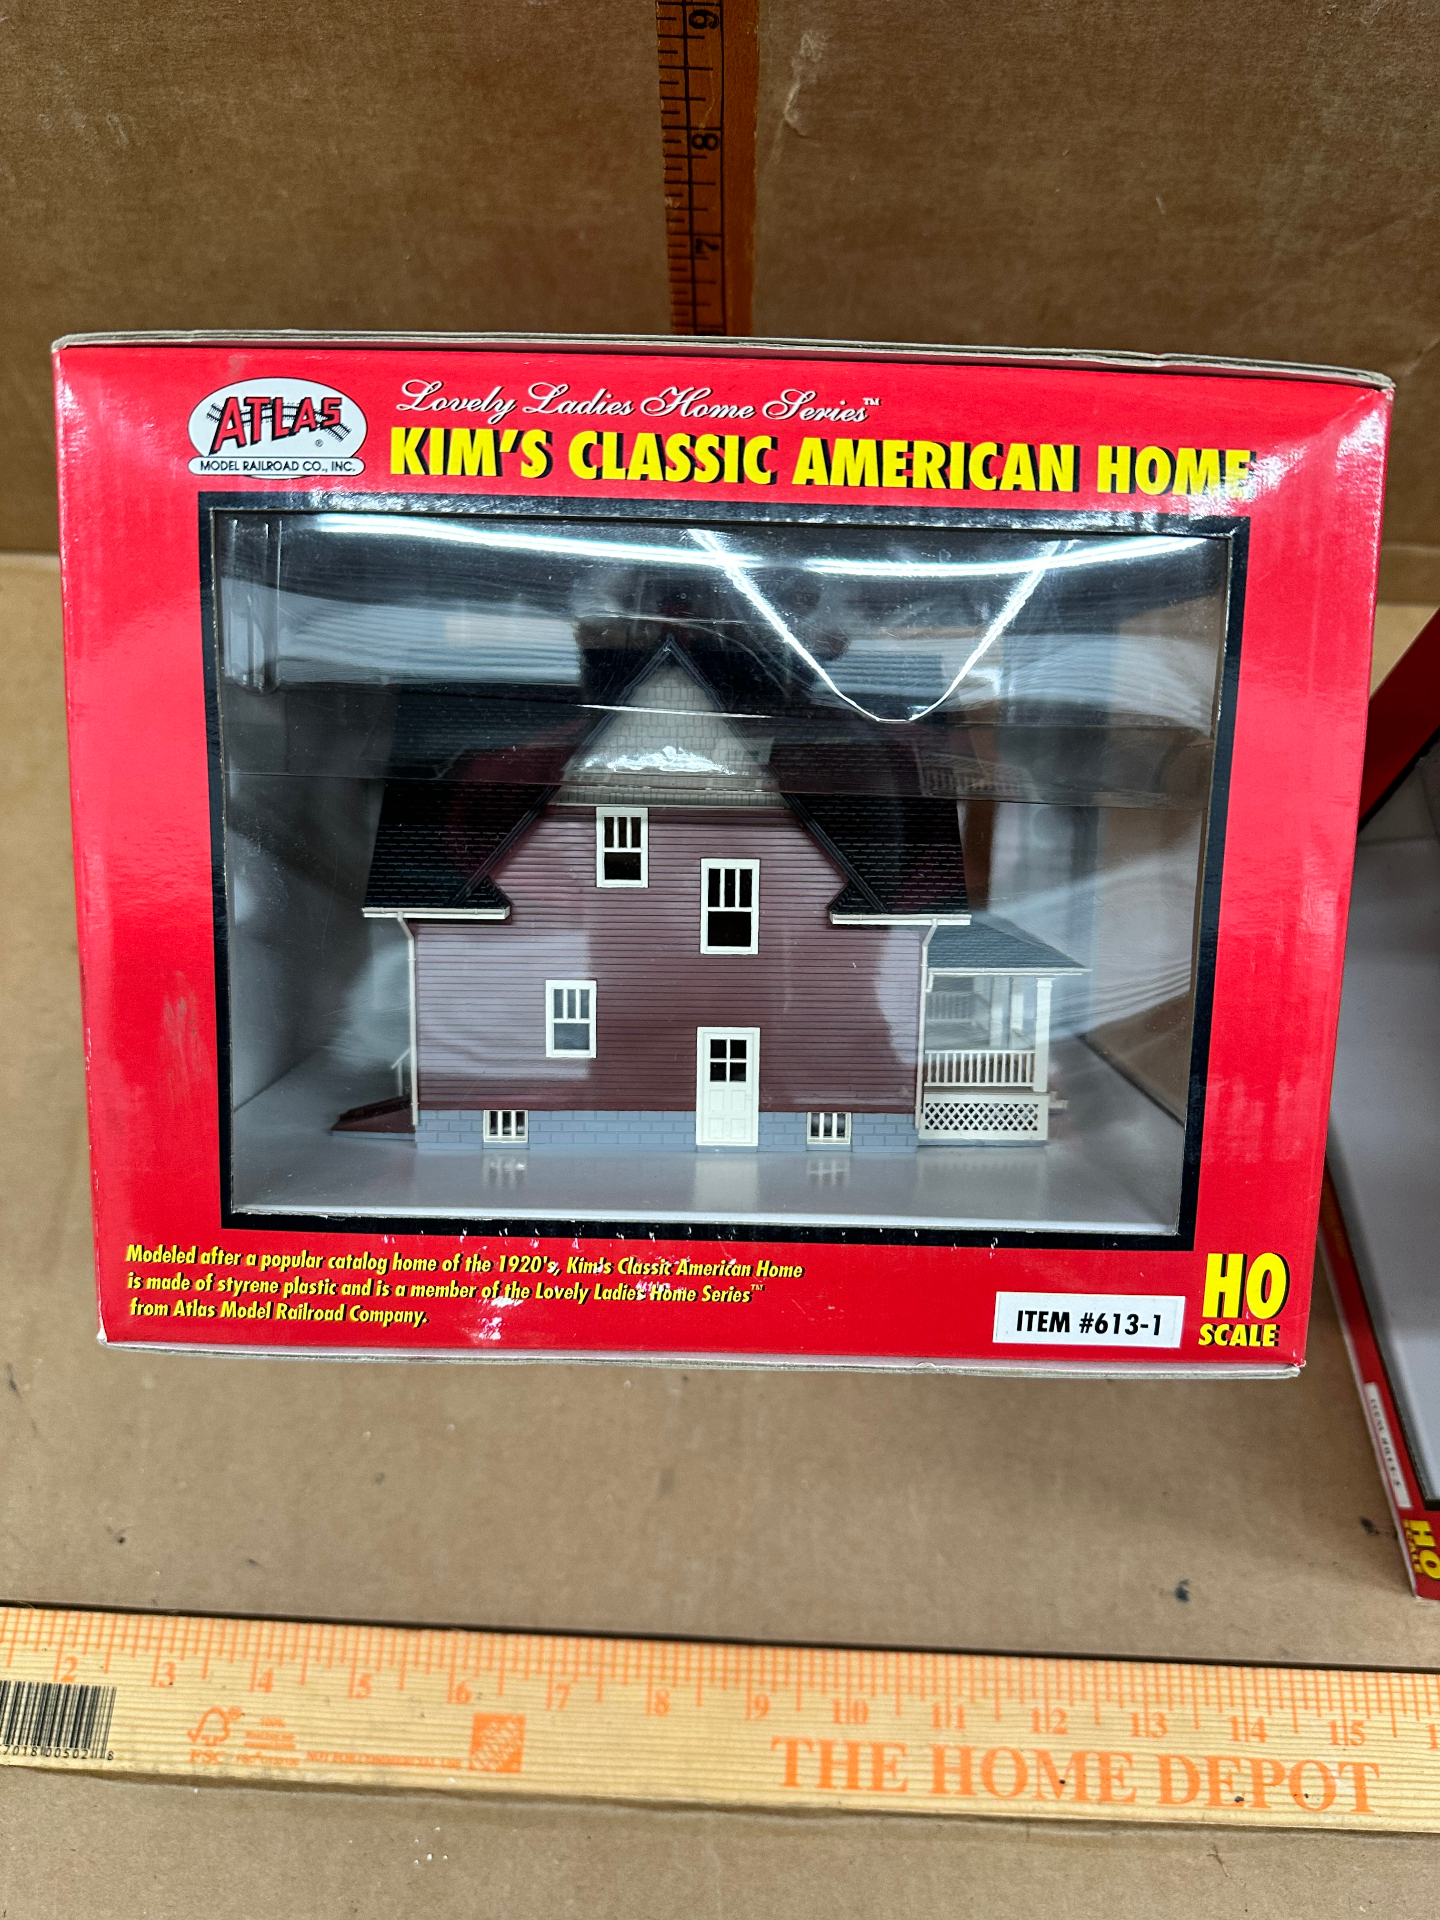 9
8
7
ATLAS
®
MODEL RAILROAD CO., INC.
Lovely Ladies Home Series™
KIM'S CLASSIC AMERICAN HOME
Modeled after a popular catalog home of the 1920's, Kim's Classic American Home
is made of styrene plastic and is a member of the Lovely Ladies Home Series™
from Atlas Model Railroad Company.
ITEM #613-1
HO
SCALE
HO
SCALE
2 3 4 5 6 7 8 9 10 11 12 13 14 15
FSC
THE HOME DEPOT